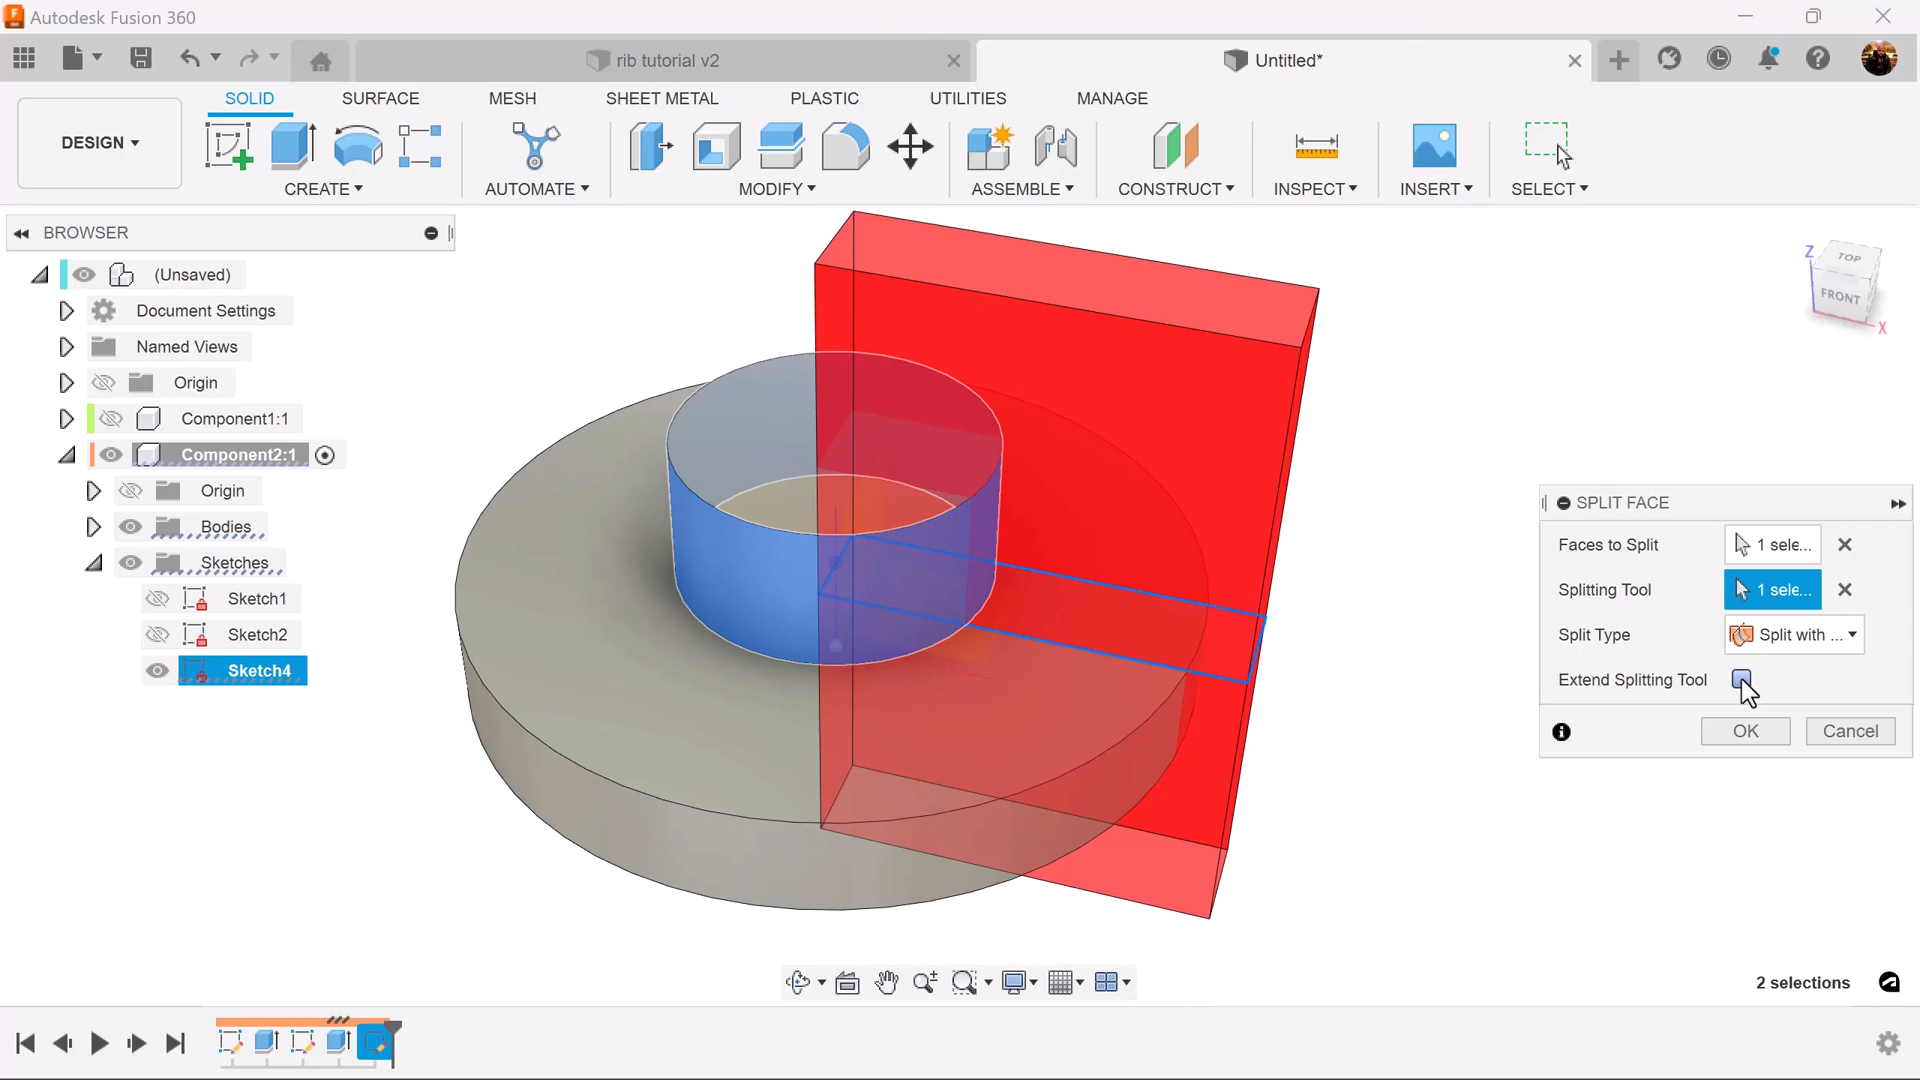 Autodesk Fusion 360
rib tutorial v2
Untitled*
SOLID SURFACE MESH SHEET METAL PLASTIC UTILITIES MANAGE
DESIGN
CREATE AUTOMATE MODIFY ASSEMBLE CONSTRUCT INSPECT INSERT SELECT
BROWSER
(Unsaved)
Document Settings
Named Views
Origin
Component1:1
Component2:1
Origin
Bodies
Sketches
Sketch1
Sketch2
Sketch4
Z
TOP
FRONT
X
SPLIT FACE
Faces to Split 1 sele...
Splitting Tool 1 sele...
Split Type Split with ...
Extend Splitting Tool
OK Cancel
2 selections